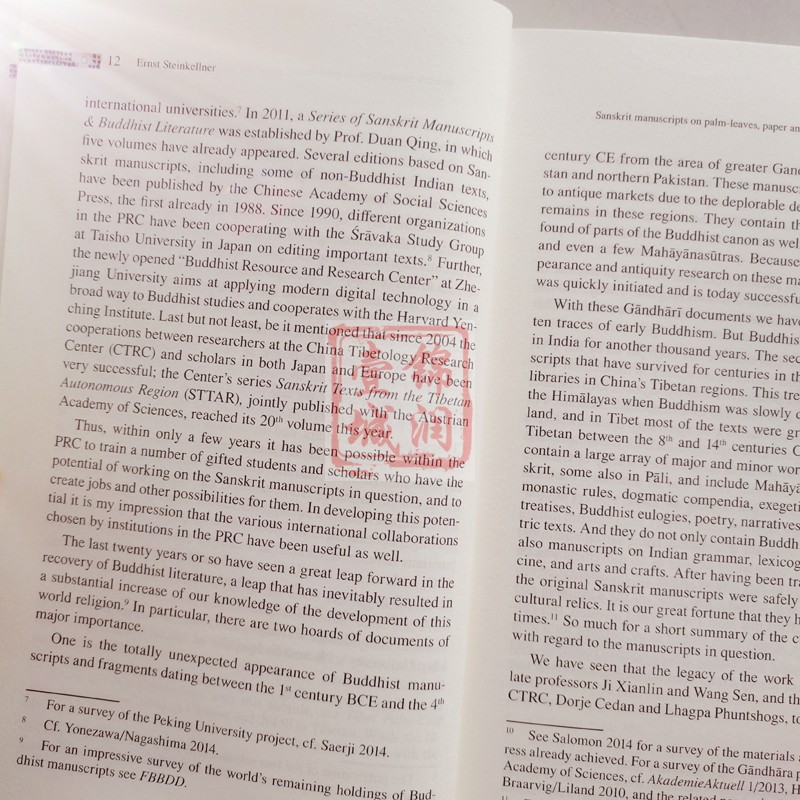 12 Ernst Steinkellner
international universities.⁷ In 2011, a Series of Sanskrit Manuscripts
& Buddhist Literature was established by Prof. Duan Qing, in which
five volumes have already appeared. Several editions based on San-
skrit manuscripts, including some of non-Buddhist Indian texts,
have been published by the Chinese Academy of Social Sciences
Press, the first already in 1988. Since 1990, different organizations
in the PRC have been cooperating with the Śrāvaka Study Group
at Taisho University in Japan on editing important texts.⁸ Further,
the newly opened “Buddhist Resource and Research Center” at Zhe-
jiang University aims at applying modern digital technology in a
broad way to Buddhist studies and cooperates with the Harvard Yen-
ching Institute. Last but not least, be it mentioned that since 2004 the
cooperations between researchers at the China Tibetology Research
Center (CTRC) and scholars in both Japan and Europe have been
very successful; the Center’s series Sanskrit Texts from the Tibetan
Autonomous Region (STTAR), jointly published with the Austrian
Academy of Sciences, reached its 20th volume this year.
Thus, within only a few years it has been possible within the
PRC to train a number of gifted students and scholars who have the
potential of working on the Sanskrit manuscripts in question, and to
create jobs and other possibilities for them. In developing this poten-
tial it is my impression that the various international collaborations
chosen by institutions in the PRC have been useful as well.
The last twenty years or so have seen a great leap forward in the
recovery of Buddhist literature, a leap that has inevitably resulted in
a substantial increase of our knowledge of the development of this
world religion.⁹ In particular, there are two hoards of documents of
major importance.
One is the totally unexpected appearance of Buddhist manu-
scripts and fragments dating between the 1st century BCE and the 4th
7 For a survey of the Peking University project, cf. Saerji 2014.
8 Cf. Yonezawa/Nagashima 2014.
9 For an impressive survey of the world’s remaining holdings of Bud-
dhist manuscripts see FBBDD.
Sanskrit manuscripts on palm-leaves, paper an
century CE from the area of greater Gand
stan and northern Pakistan. These manusc
to antique markets due to the deplorable de
remains in these regions. They contain th
found of parts of the Buddhist canon as wel
and even a few Mahāyānasūtras. Because
pearance and antiquity research on these ma
was quickly initiated and is today successfu
With these Gāndhārī documents we have
ten traces of early Buddhism. But Buddhis
in India for another thousand years. The sec
scripts that have survived for centuries in th
libraries in China’s Tibetan regions. This tre
the Himālayas when Buddhism was slowly d
land, and in Tibet most of the texts were gr
Tibetan between the 8th and 14th centuries C
contain a large array of major and minor wor
skrit, some also in Pāli, and include Mahāyā
monastic rules, dogmatic compendia, exegeti
treatises, Buddhist eulogies, poetry, narratives
tric texts. And they do not only contain Buddh
also manuscripts on Indian grammar, lexicog
cine, and arts and crafts. After having been tra
the original Sanskrit manuscripts were safely
cultural relics. It is our great fortune that they h
times.¹¹ So much for a short summary of the c
with regard to the manuscripts in question.
We have seen that the legacy of the work
late professors Ji Xianlin and Wang Sen, and th
CTRC, Dorje Cedan and Lhagpa Phuntshogs, to
10 See Salomon 2014 for a survey of the materials a
ress already achieved. For a survey of the Gāndhāra p
Academy of Sciences, cf. AkademieAktuell 1/2013, H
Braarvig/Liland 2010, and the related